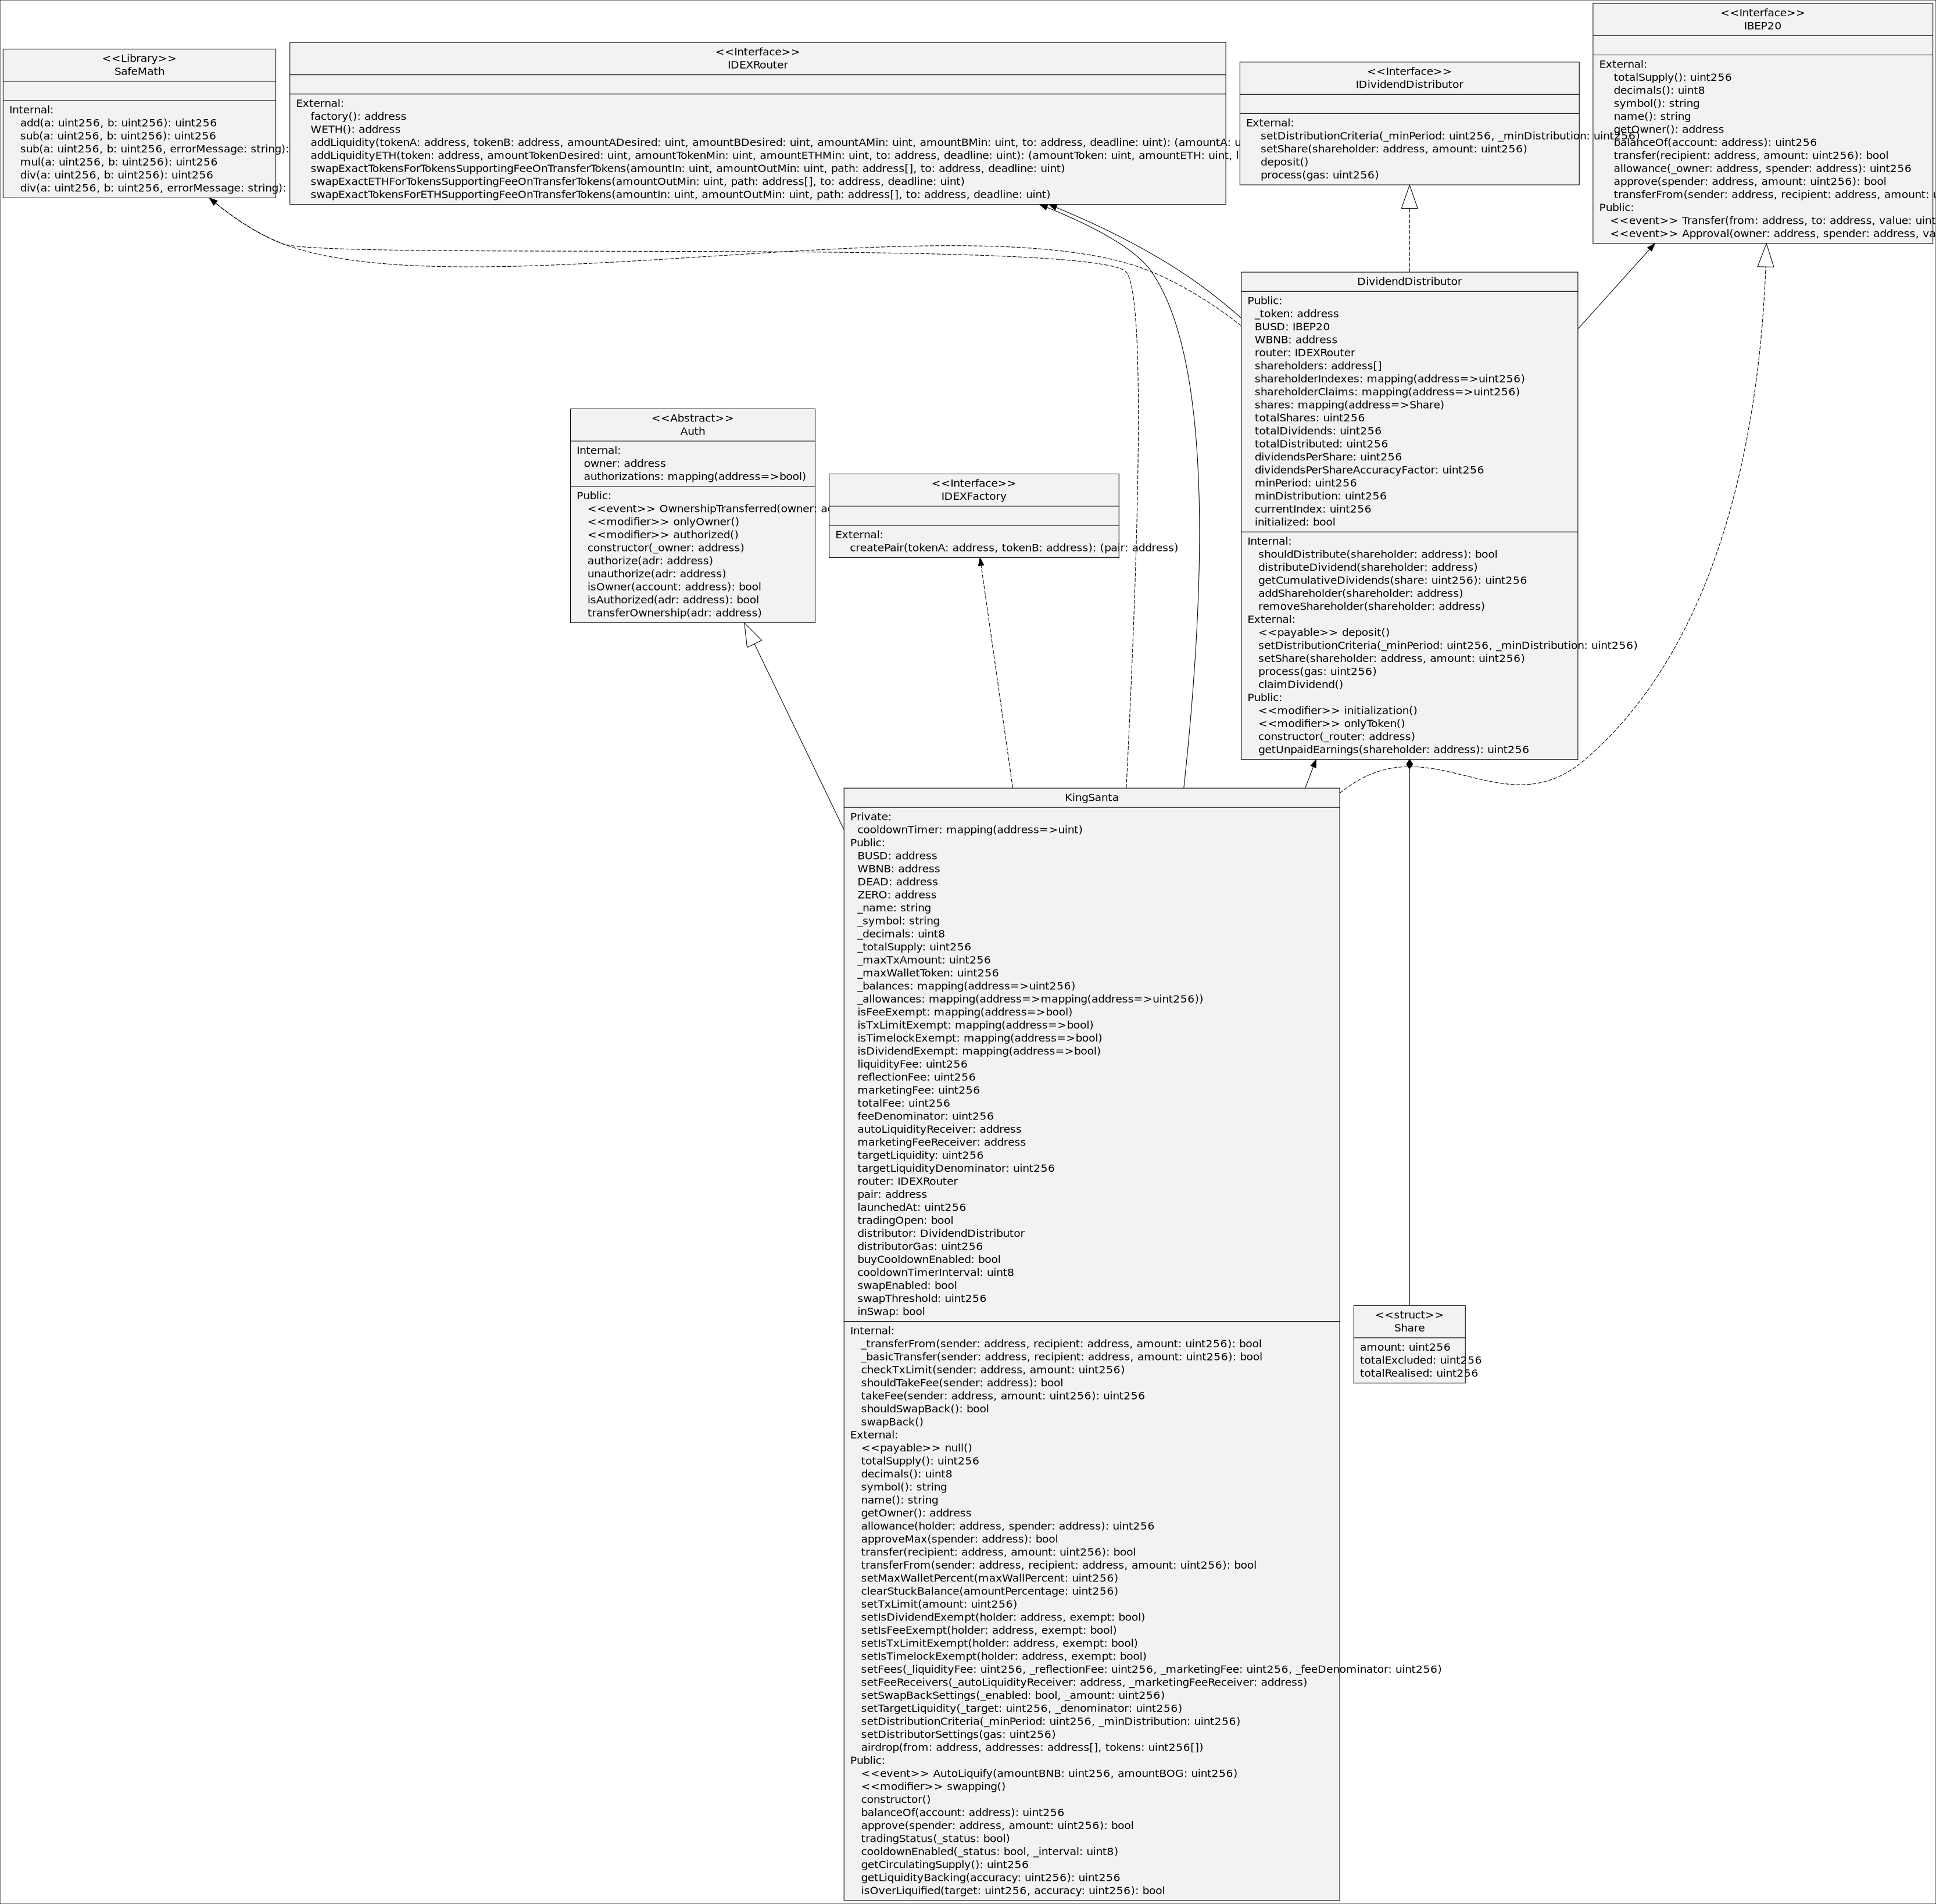 <<Library>>
SafeMath
Internal:
add(a: uint256, b: uint256): uint256
sub(a: uint256, b: uint256): uint256
sub(a: uint256, b: uint256, errorMessage: string):
mul(a: uint256, b: uint256): uint256
div(a: uint256, b: uint256): uint256
div(a: uint256, b: uint256, errorMessage: string):
<<Interface>>
IDEXRouter
External:
factory(): address
WETH(): address
addLiquidity(tokenA: address, tokenB: address, amountADesired: uint, amountBDesired: uint, amountAMin: uint, amountBMin: uint, to: address, deadline: uint): (amountA:
addLiquidityETH(token: address, amountTokenDesired: uint, amountTokenMin: uint, amountETHMin: uint, to: address, deadline: uint): (amountToken: uint, amountETH: uint,
swapExactTokensForTokensSupportingFeeOnTransferTokens(amountIn: uint, amountOutMin: uint, path: address[], to: address, deadline: uint)
swapExactETHForTokensSupportingFeeOnTransferTokens(amountOutMin: uint, path: address[], to: address, deadline: uint)
swapExactTokensForETHSupportingFeeOnTransferTokens(amountIn: uint, amountOutMin: uint, path: address[], to: address, deadline: uint)
<<Interface>>
IDividendDistributor
External:
setDistributionCriteria(_minPeriod: uint256, _minDistribution: uint256)
setShare(shareholder: address, amount: uint256)
deposit()
process(gas: uint256)
<<Interface>>
IBEP20
External:
totalSupply(): uint256
decimals(): uint8
symbol(): string
name(): string
getOwner(): address
balanceOf(account: address): uint256
transfer(recipient: address, amount: uint256): bool
allowance(_owner: address, spender: address): uint256
approve(spender: address, amount: uint256): bool
transferFrom(sender: address, recipient: address, amount:
Public:
<<event>> Transfer(from: address, to: address, value: uint
<<event>> Approval(owner: address, spender: address, va
DividendDistributor
Public:
_token: address
BUSD: IBEP20
WBNB: address
router: IDEXRouter
shareholders: address[]
shareholderIndexes: mapping(address=>uint256)
shareholderClaims: mapping(address=>uint256)
shares: mapping(address=>Share)
totalShares: uint256
totalDividends: uint256
totalDistributed: uint256
dividendsPerShare: uint256
dividendsPerShareAccuracyFactor: uint256
minPeriod: uint256
minDistribution: uint256
currentIndex: uint256
initialized: bool
Internal:
shouldDistribute(shareholder: address): bool
distributeDividend(shareholder: address)
getCumulativeDividends(share: uint256): uint256
addShareholder(shareholder: address)
removeShareholder(shareholder: address)
External:
<<payable>> deposit()
setDistributionCriteria(_minPeriod: uint256, _minDistribution: uint256)
setShare(shareholder: address, amount: uint256)
process(gas: uint256)
claimDividend()
Public:
<<modifier>> initialization()
<<modifier>> onlyToken()
constructor(_router: address)
getUnpaidEarnings(shareholder: address): uint256
<<Abstract>>
Auth
Internal:
owner: address
authorizations: mapping(address=>bool)
Public:
<<event>> OwnershipTransferred(owner:
<<modifier>> onlyOwner()
<<modifier>> authorized()
constructor(_owner: address)
authorize(adr: address)
unauthorize(adr: address)
isOwner(account: address): bool
isAuthorized(adr: address): bool
transferOwnership(adr: address)
<<Interface>>
IDEXFactory
External:
createPair(tokenA: address, tokenB: address): (pair: address)
KingSanta
Private:
cooldownTimer: mapping(address=>uint)
Public:
BUSD: address
WBNB: address
DEAD: address
ZERO: address
_name: string
_symbol: string
_decimals: uint8
_totalSupply: uint256
_maxTxAmount: uint256
_maxWalletToken: uint256
_balances: mapping(address=>uint256)
_allowances: mapping(address=>mapping(address=>uint256))
isFeeExempt: mapping(address=>bool)
isTxLimitExempt: mapping(address=>bool)
isTimelockExempt: mapping(address=>bool)
isDividendExempt: mapping(address=>bool)
liquidityFee: uint256
reflectionFee: uint256
marketingFee: uint256
totalFee: uint256
feeDenominator: uint256
autoLiquidityReceiver: address
marketingFeeReceiver: address
targetLiquidity: uint256
targetLiquidityDenominator: uint256
router: IDEXRouter
pair: address
launchedAt: uint256
tradingOpen: bool
distributor: DividendDistributor
distributorGas: uint256
buyCooldownEnabled: bool
cooldownTimerInterval: uint8
swapEnabled: bool
swapThreshold: uint256
inSwap: bool
Internal:
_transferFrom(sender: address, recipient: address, amount: uint256): bool
_basicTransfer(sender: address, recipient: address, amount: uint256): bool
checkTxLimit(sender: address, amount: uint256)
shouldTakeFee(sender: address): bool
takeFee(sender: address, amount: uint256): uint256
shouldSwapBack(): bool
swapBack()
External:
<<payable>> null()
totalSupply(): uint256
decimals(): uint8
symbol(): string
name(): string
getOwner(): address
allowance(holder: address, spender: address): uint256
approveMax(spender: address): bool
transfer(recipient: address, amount: uint256): bool
transferFrom(sender: address, recipient: address, amount: uint256): bool
setMaxWalletPercent(maxWallPercent: uint256)
clearStuckBalance(amountPercentage: uint256)
setTxLimit(amount: uint256)
setIsDividendExempt(holder: address, exempt: bool)
setIsFeeExempt(holder: address, exempt: bool)
setIsTxLimitExempt(holder: address, exempt: bool)
setIsTimelockExempt(holder: address, exempt: bool)
setFees(_liquidityFee: uint256, _reflectionFee: uint256, _marketingFee: uint256, _feeDenominator: uint256)
setFeeReceivers(_autoLiquidityReceiver: address, _marketingFeeReceiver: address)
setSwapBackSettings(_enabled: bool, _amount: uint256)
setTargetLiquidity(_target: uint256, _denominator: uint256)
setDistributionCriteria(_minPeriod: uint256, _minDistribution: uint256)
setDistributorSettings(gas: uint256)
airdrop(from: address, addresses: address[], tokens: uint256[])
Public:
<<event>> AutoLiquify(amountBNB: uint256, amountBOG: uint256)
<<modifier>> swapping()
constructor()
balanceOf(account: address): uint256
approve(spender: address, amount: uint256): bool
tradingStatus(_status: bool)
cooldownEnabled(_status: bool, _interval: uint8)
getCirculatingSupply(): uint256
getLiquidityBacking(accuracy: uint256): uint256
isOverLiquified(target: uint256, accuracy: uint256): bool
<<struct>>
Share
amount: uint256
totalExcluded: uint256
totalRealised: uint256